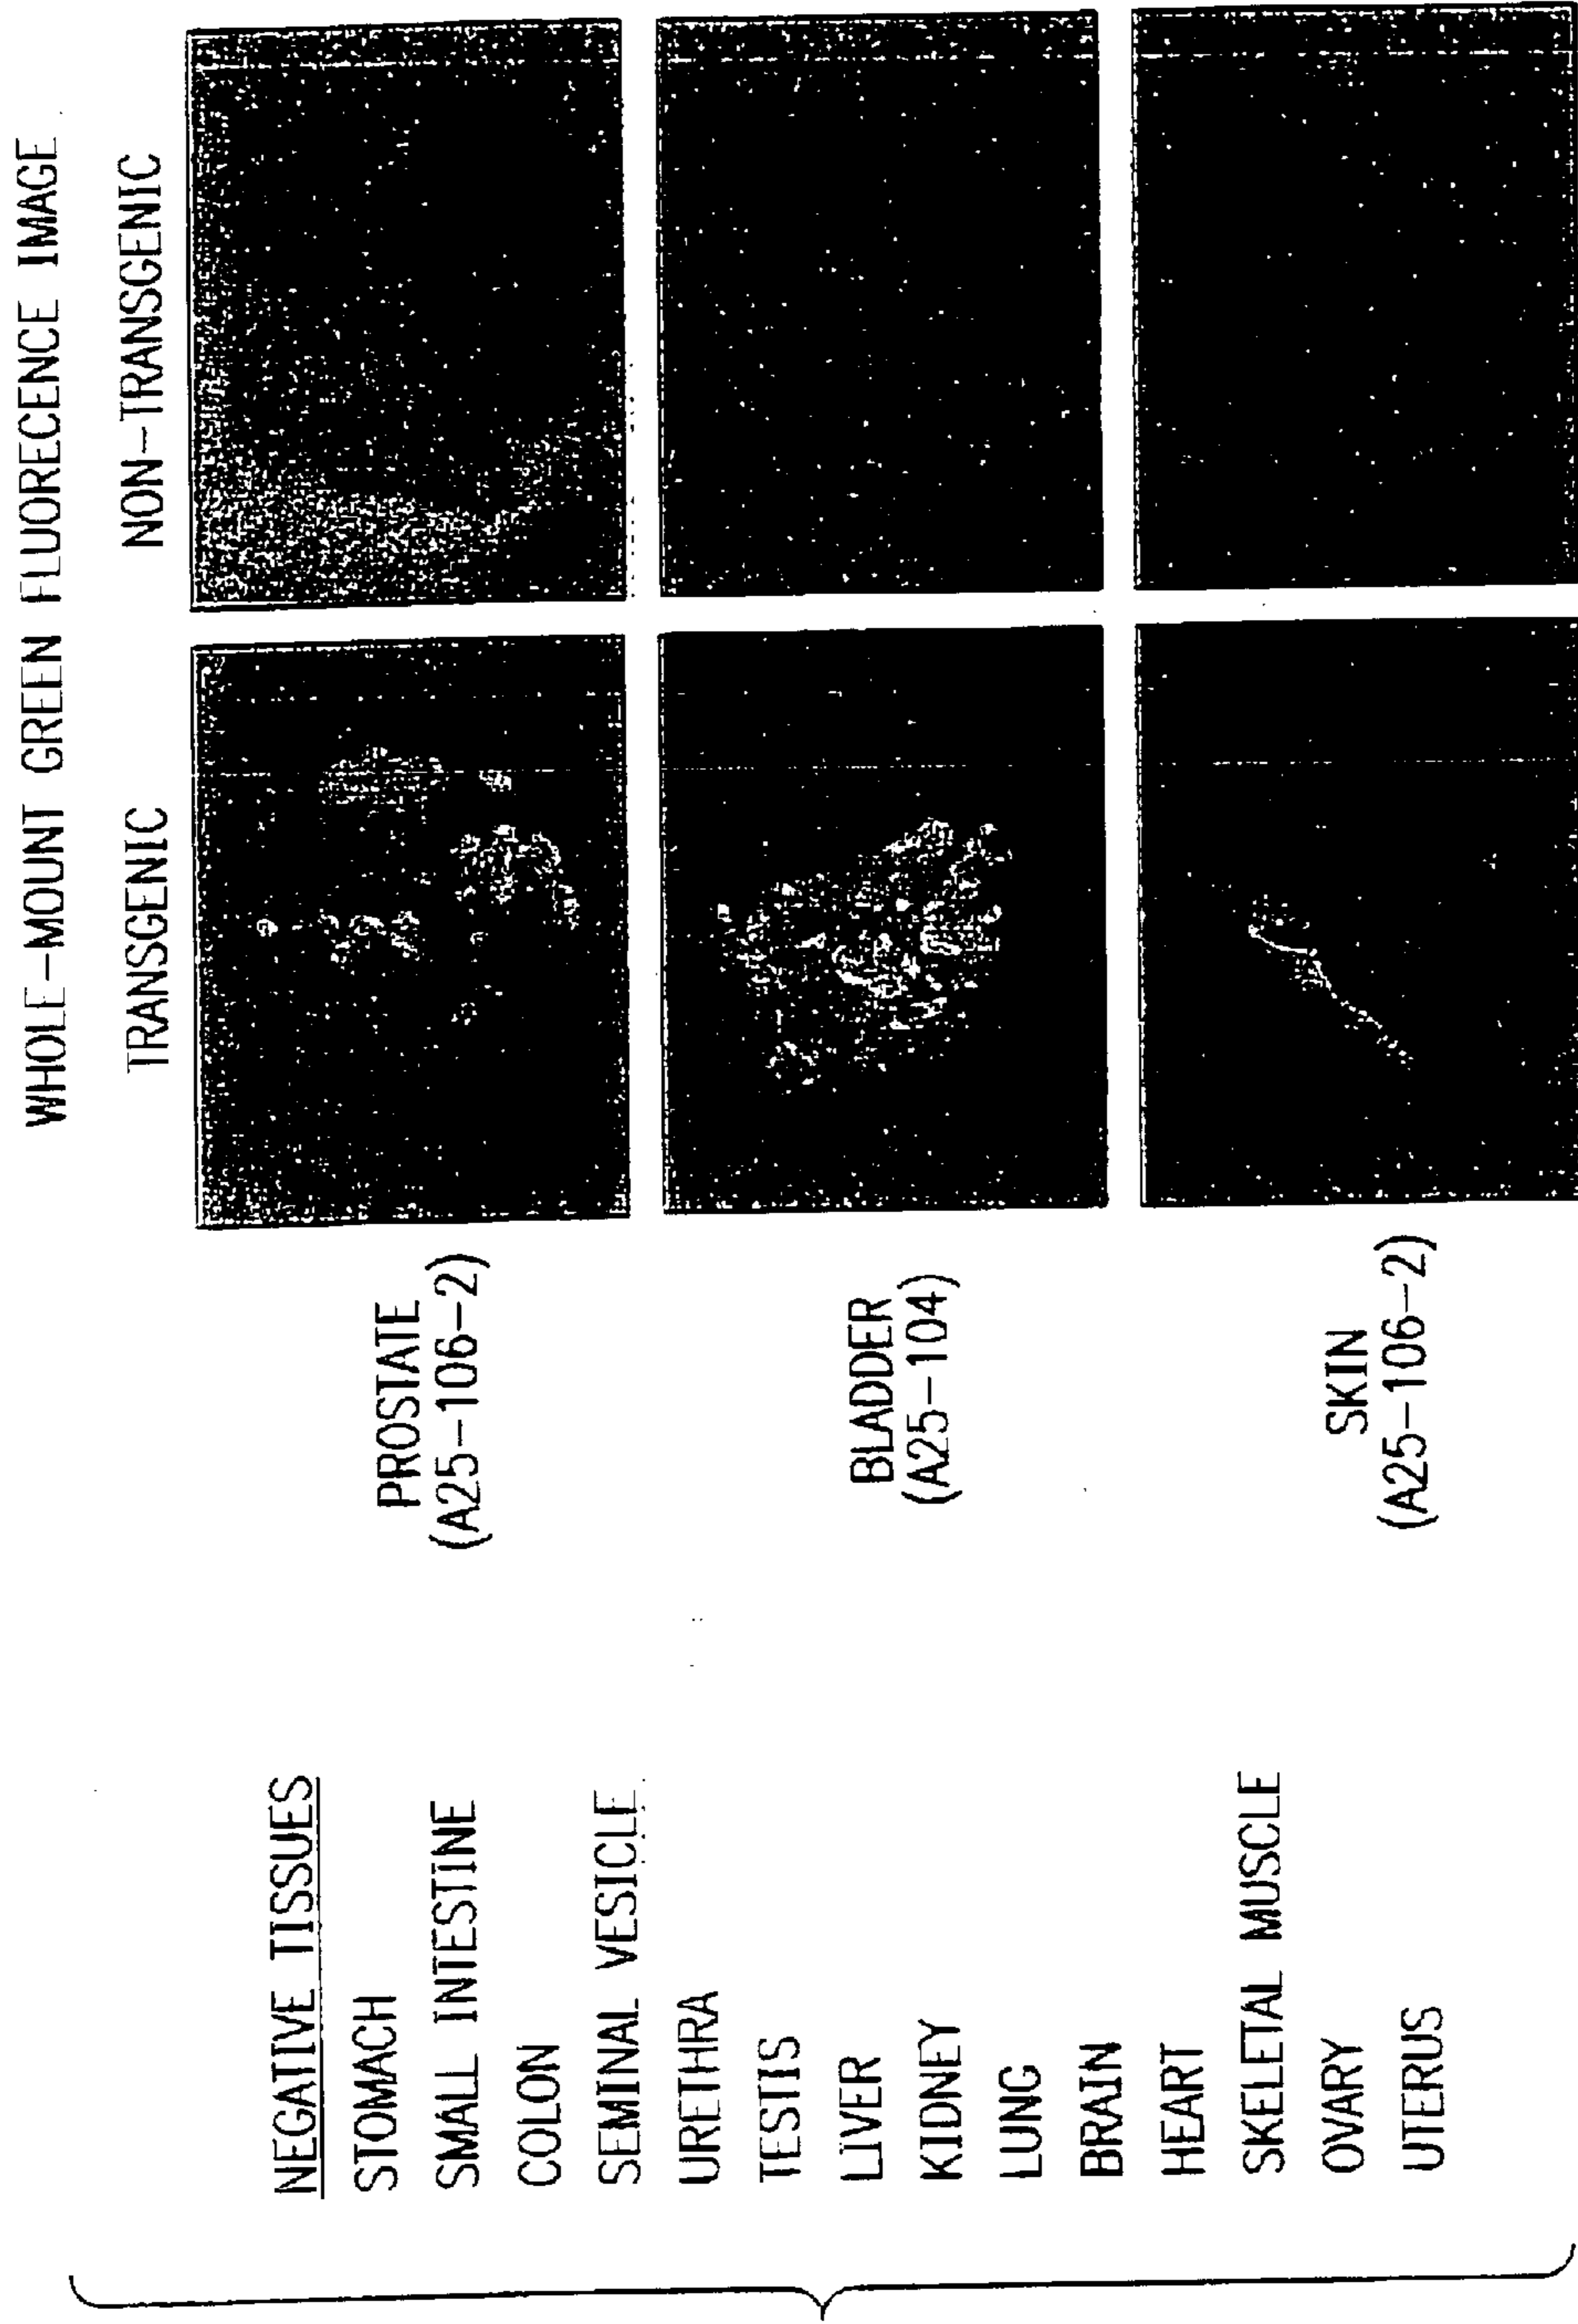 WHOLE-MOUNT GREEN FLUORECENCE IMAGE
TRANSGENIC
NON-TRANSGENIC
PROSTATE
(A25-106-2)
BLADDER
(A25-104)
SKIN
(A25-106-2)
NEGATIVE TISSUES
STOMACH
SMALL INTESTINE
COLON
SEMINAL VESICLE
URETHRA
TESTIS
LIVER
KIDNEY
LUNG
BRAIN
HEART
SKELETAL MUSCLE
OVARY
UTERUS